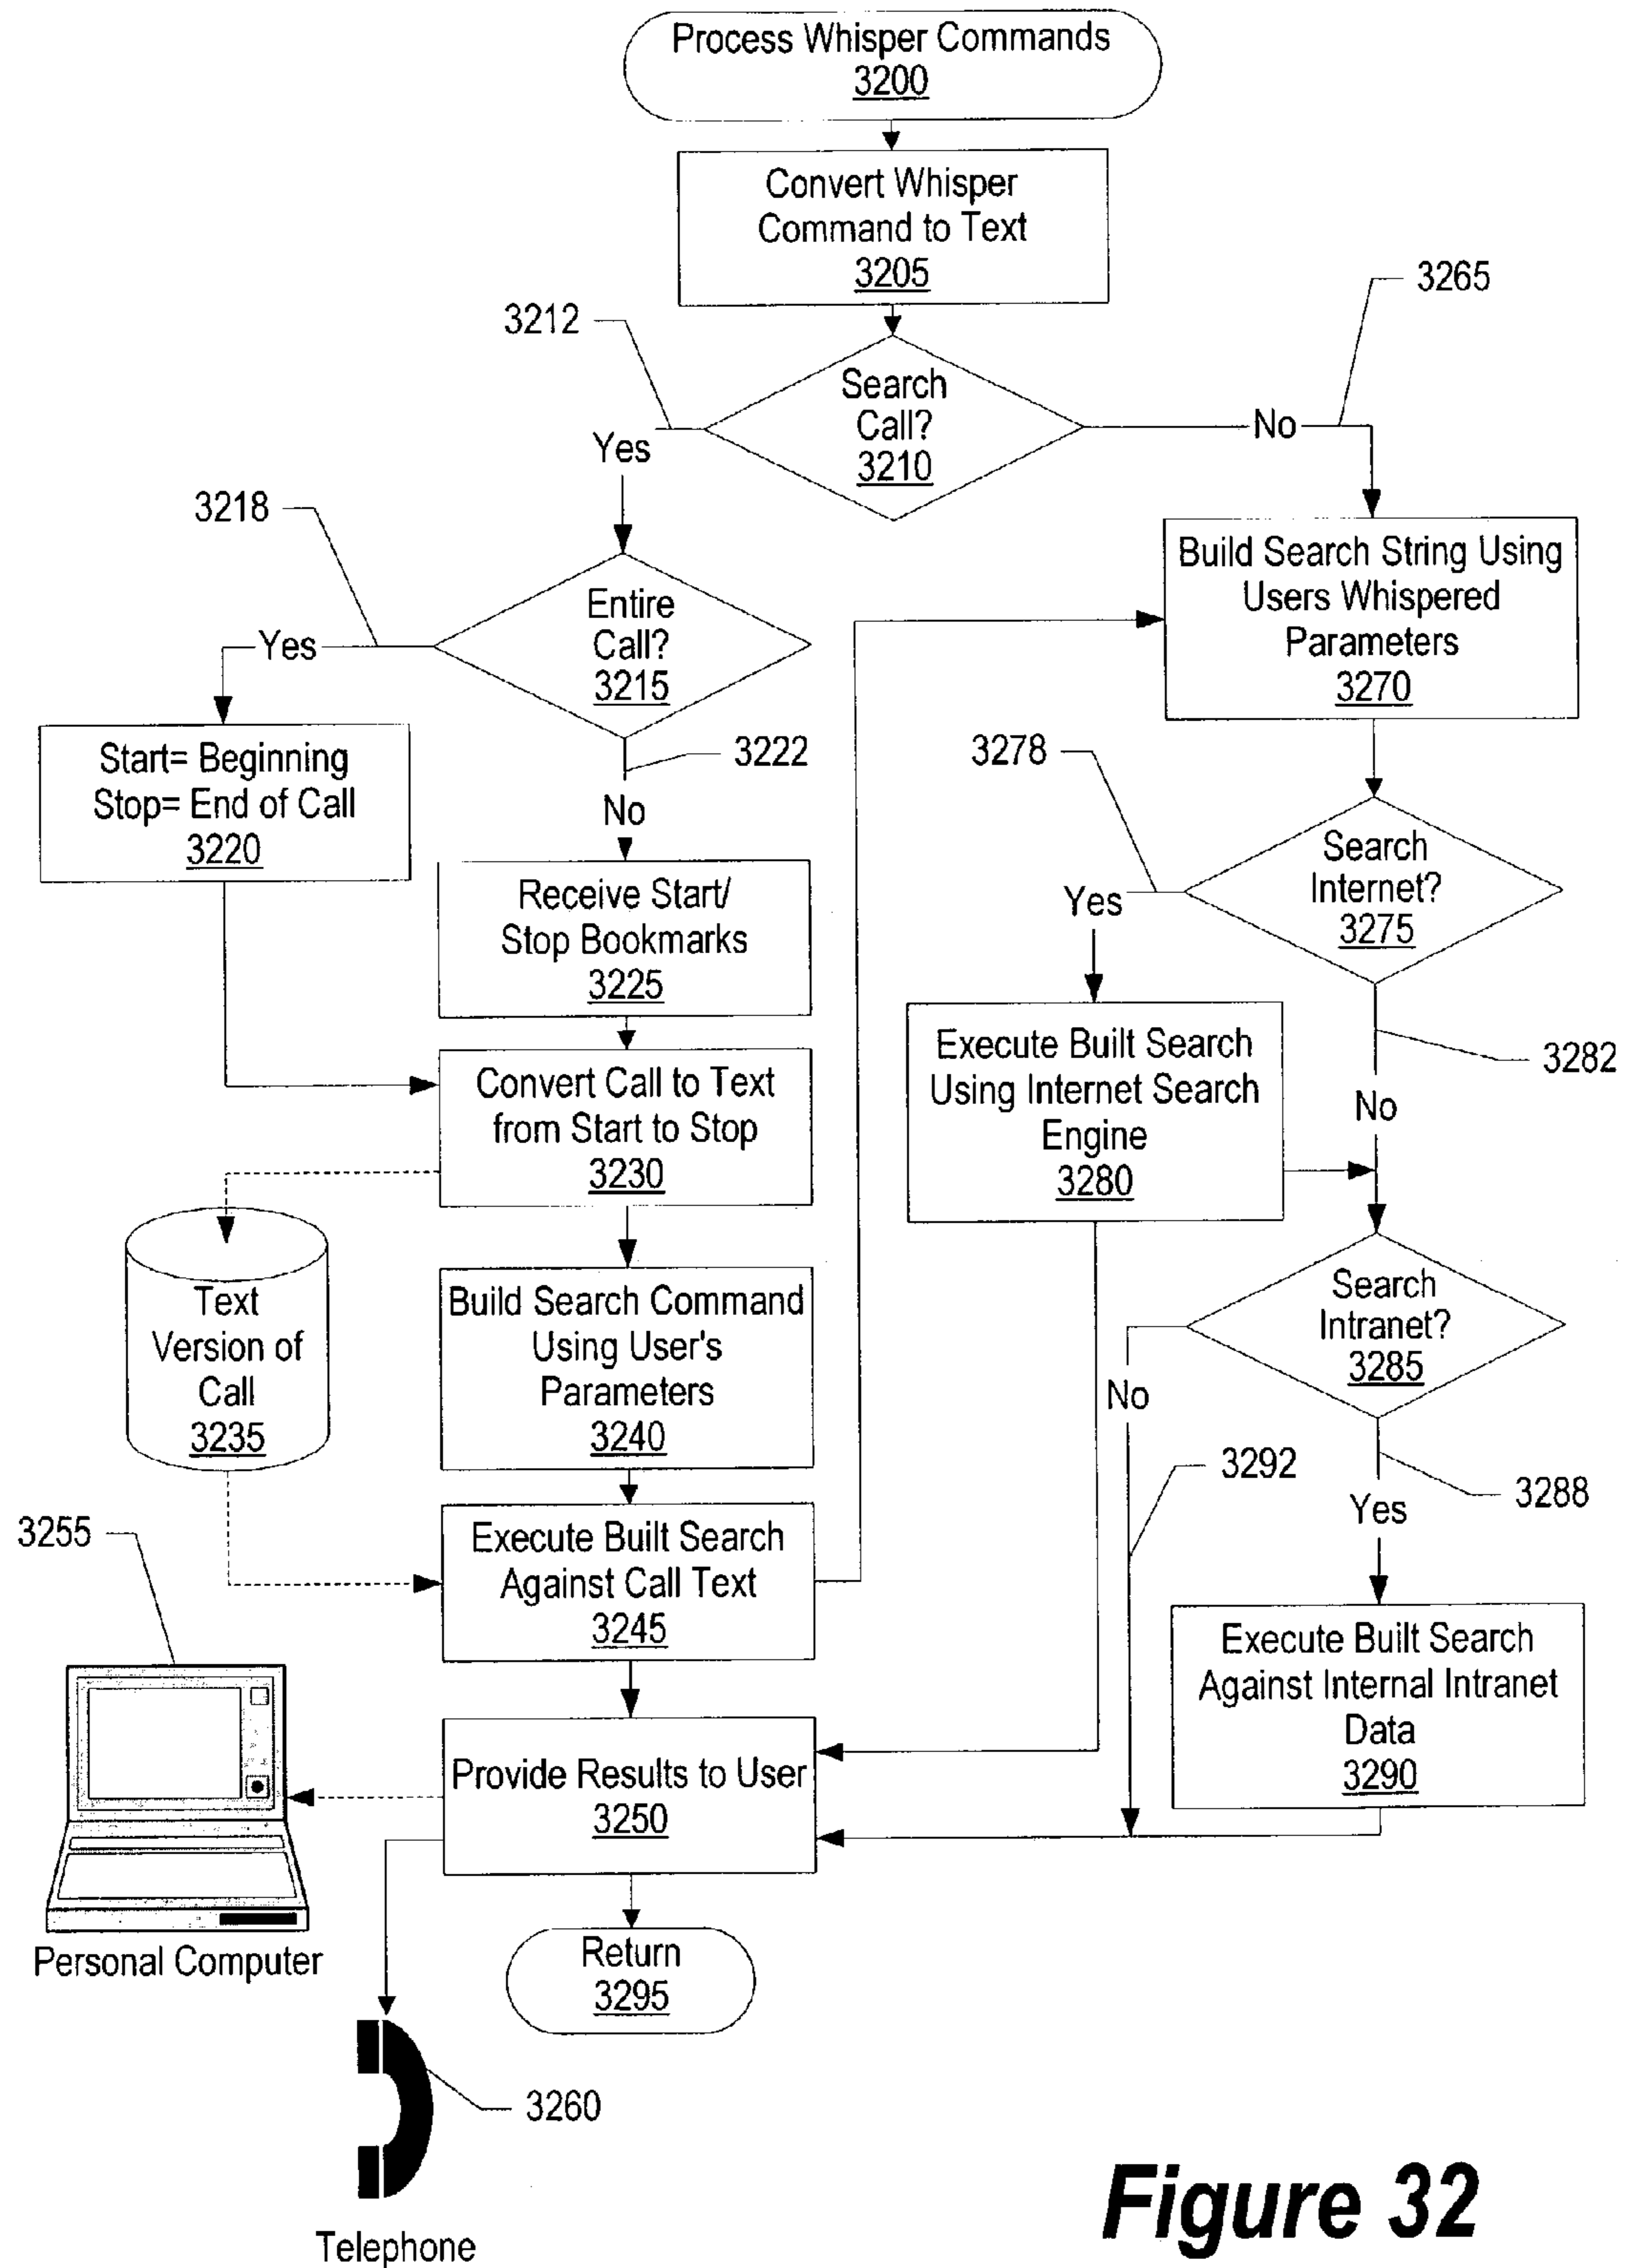 Process Whisper Commands
3200
Convert Whisper
Command to Text
3205
3265
3212
Search
Call?
3210
No
Yes
3218
Entire
Call?
3215
Yes
Build Search String Using
Users Whispered
Parameters
3270
3222
No
Start= Beginning
Stop= End of Call
3220
3278
Search
Internet?
3275
Yes
Receive Start/
Stop Bookmarks
3225
3282
No
Execute Built Search
Using Internet Search
Engine
3280
Convert Call to Text
from Start to Stop
3230
Text
Version of
Call
3235
Search
Intranet?
3285
No
Build Search Command
Using User's
Parameters
3240
3292
3288
Yes
3255
Execute Built Search
Against Call Text
3245
Execute Built Search
Against Internal Intranet
Data
3290
Provide Results to User
3250
Personal Computer
Return
3295
3260
Telephone
Figure 32